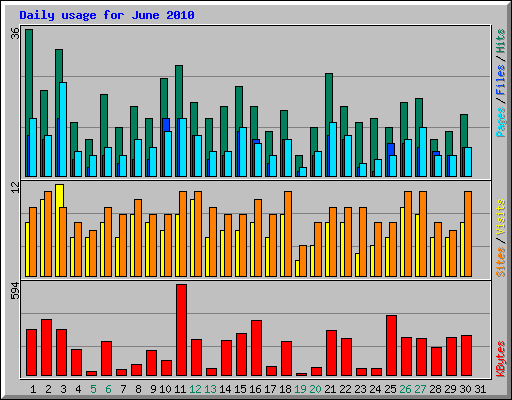 Daily usage for June 2010
36
Pages/Files/Hits
12
Sites/Visits
594
KBytes
1 2 3 4 5 6 7 8 9 10 11 12 13 14 15 16 17 18 19 20 21 22 23 24 25 26 27 28 29 30 31